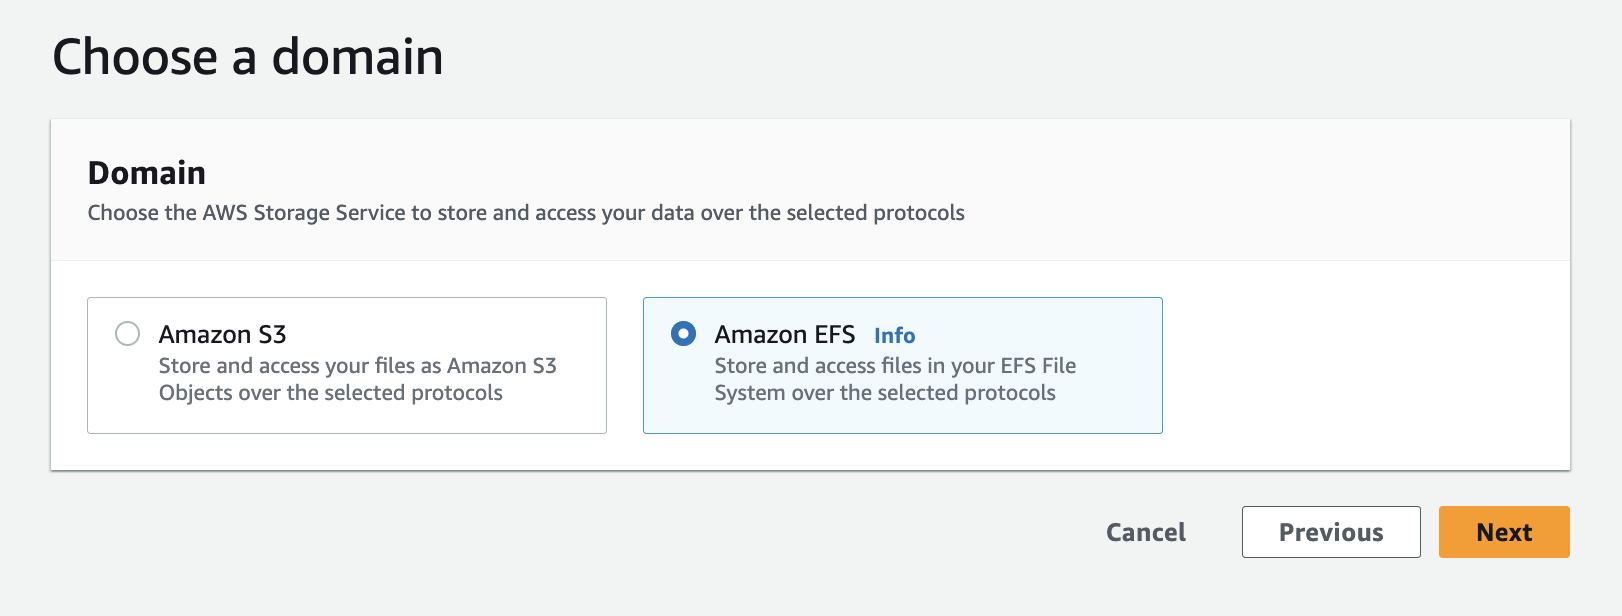 Choose a domain
Domain
Choose the AWS Storage Service to store and access your data over the selected protocols
Amazon S3
Store and access your files as Amazon S3
Objects over the selected protocols
Amazon EFS Info
Store and access files in your EFS File
System over the selected protocols
Cancel Previous Next